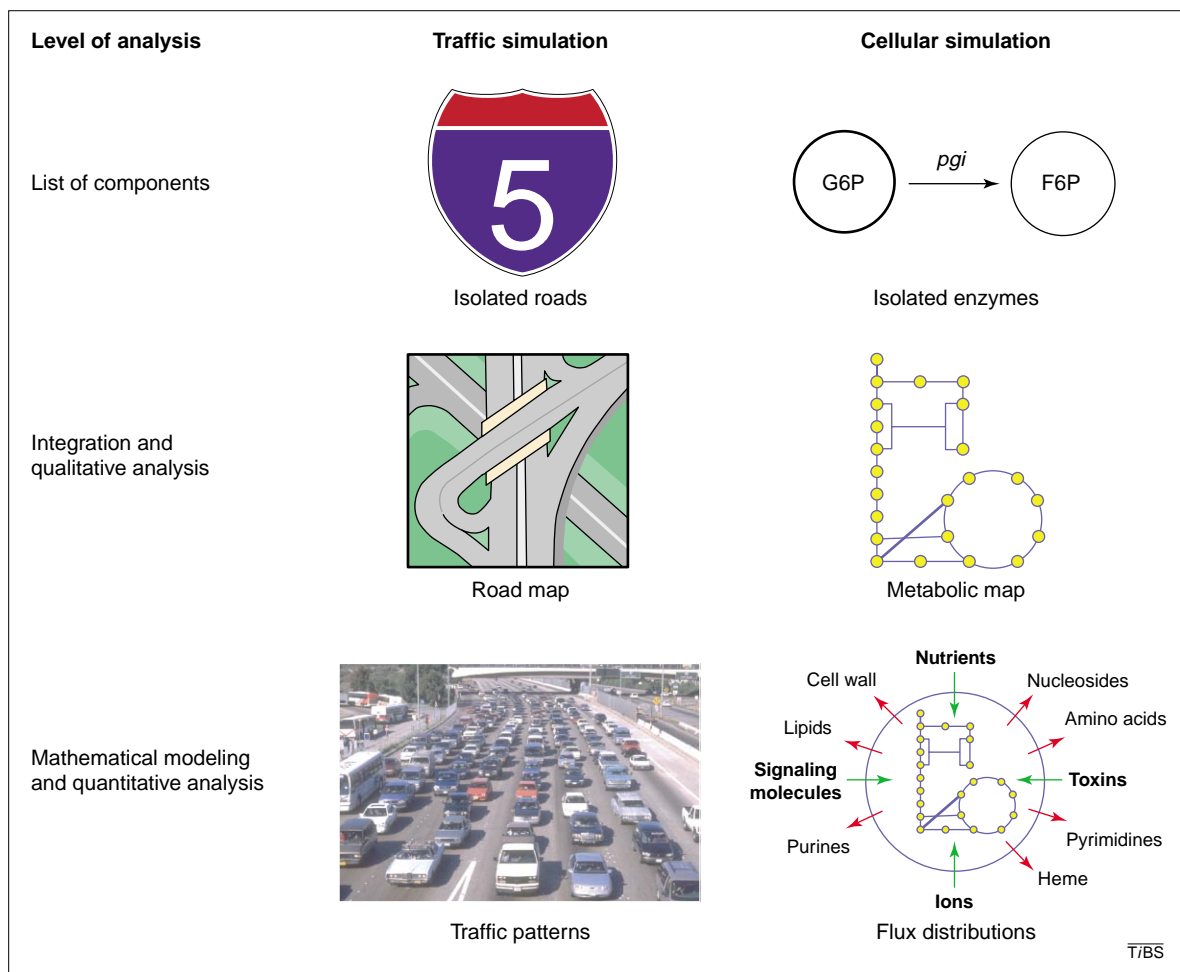 Level of analysis
Traffic simulation
Cellular simulation
List of components
5
G6P
pgi
F6P
Isolated roads
Isolated enzymes
Integration and
qualitative analysis
Road map
Metabolic map
Mathematical modeling
and quantitative analysis
Nutrients
Cell wall
Nucleosides
Lipids
Amino acids
Signaling
molecules
Toxins
Purines
Pyrimidines
Heme
Ions
Traffic patterns
Flux distributions
TiBS